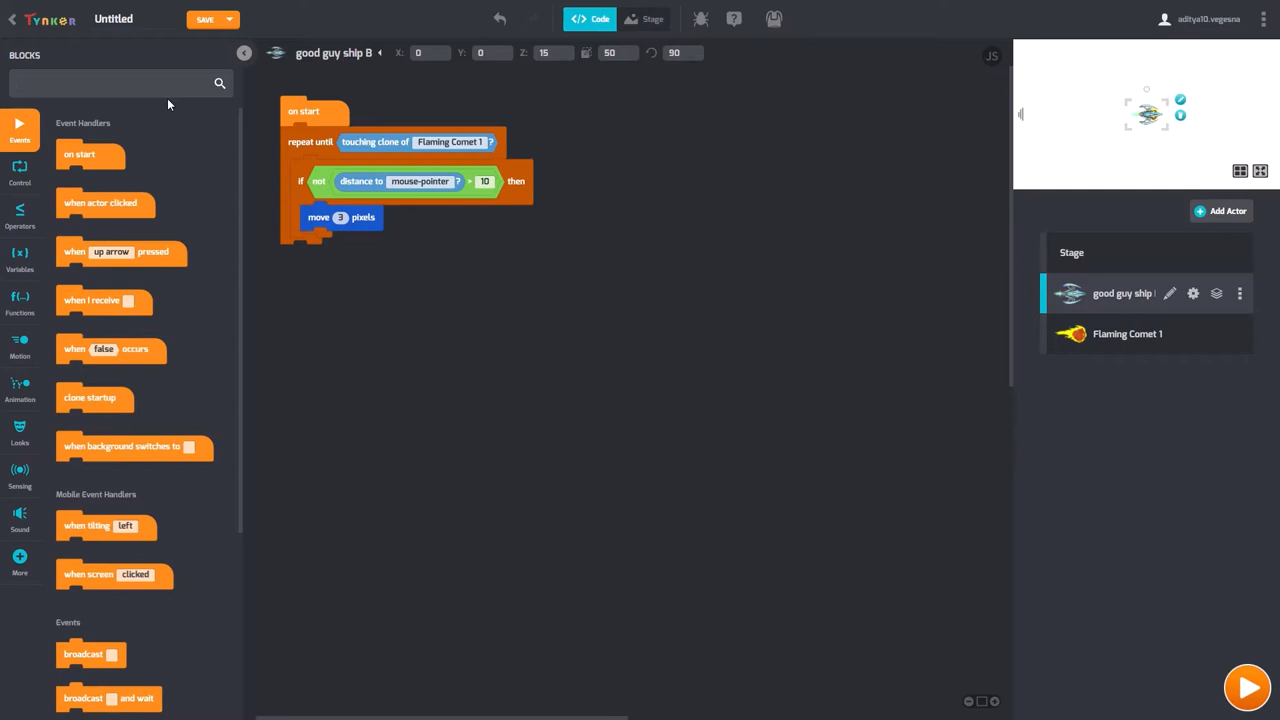 TYNKER Untitled SAVE </> Code Stage aditya10.vegesna
BLOCKS good guy ship B X: 0 Y: 0 Z: 15 50 90 JS
Events
Control
Operators
Variables
Functions
Motion
Animation
Looks
Sensing
Sound
More
Event Handlers
on start
when actor clicked
when up arrow pressed
when I receive
when false occurs
clone startup
when background switches to
Mobile Event Handlers
when tilting left
when screen clicked
Events
broadcast
broadcast and wait
on start
repeat until touching clone of Flaming Comet 1 ?
if not distance to mouse-pointer ? > 10 then
move 3 pixels
Add Actor
Stage
good guy ship
Flaming Comet 1